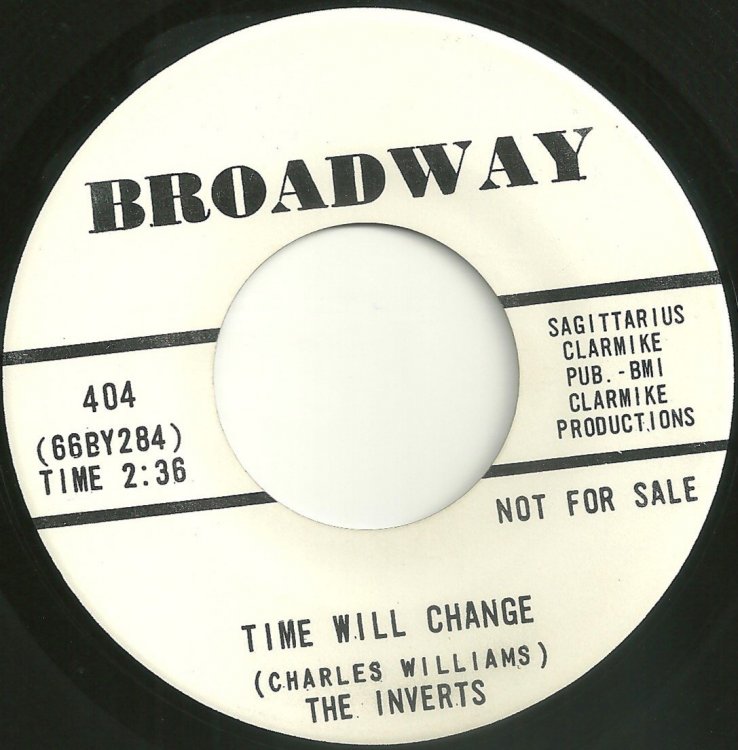 BROADWAY
404
(66BY284)
TIME 2:36
SAGITTARIUS
CLARMIKE
PUB. - BMI
CLARMIKE
PRODUCTIONS
NOT FOR SALE
TIME WILL CHANGE
(CHARLES WILLIAMS)
THE INVERTS